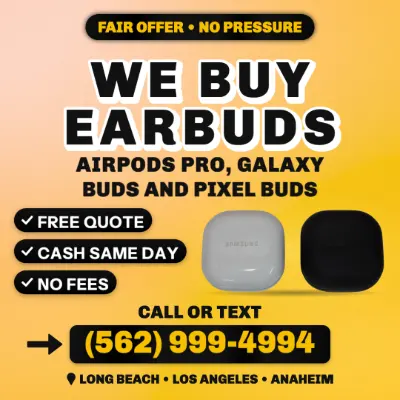 FAIR OFFER • NO PRESSURE
WE BUY
EARBUDS
AIRPODS PRO, GALAXY
BUDS AND PIXEL BUDS
FREE QUOTE
CASH SAME DAY
NO FEES
SAMSUNG
CALL OR TEXT
(562) 999-4994
LONG BEACH • LOS ANGELES • ANAHEIM